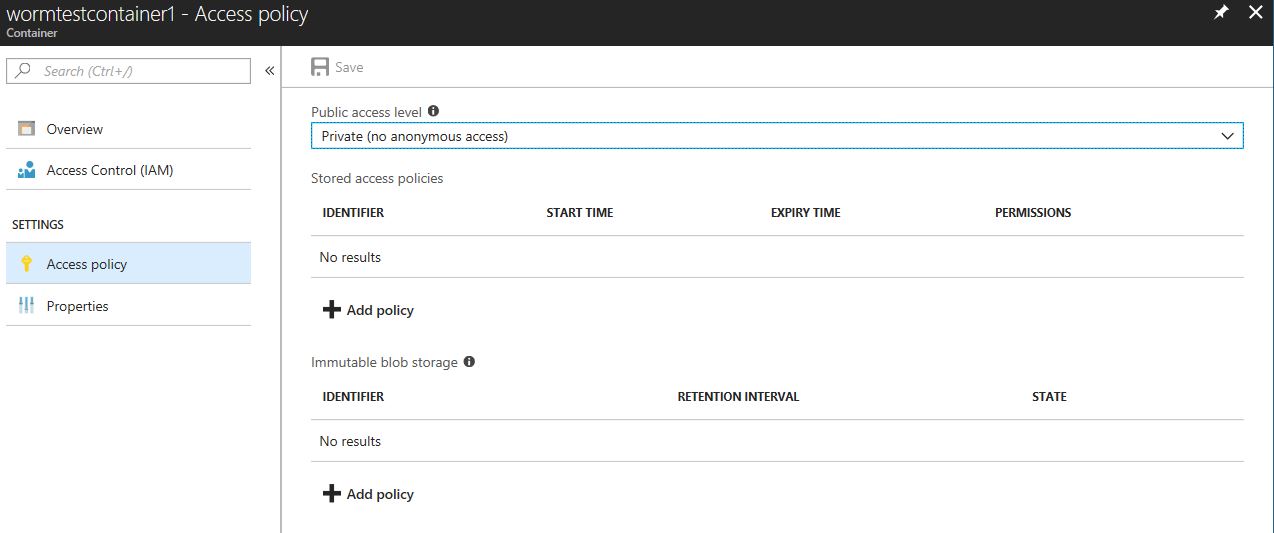 wormtestcontainer1 - Access policy
Container
Search (Ctrl+/)
Overview
Access Control (IAM)
SETTINGS
Access policy
Properties
Save
Public access level
Private (no anonymous access)
Stored access policies
IDENTIFIER START TIME EXPIRY TIME PERMISSIONS
No results
Add policy
Immutable blob storage
IDENTIFIER RETENTION INTERVAL STATE
No results
Add policy